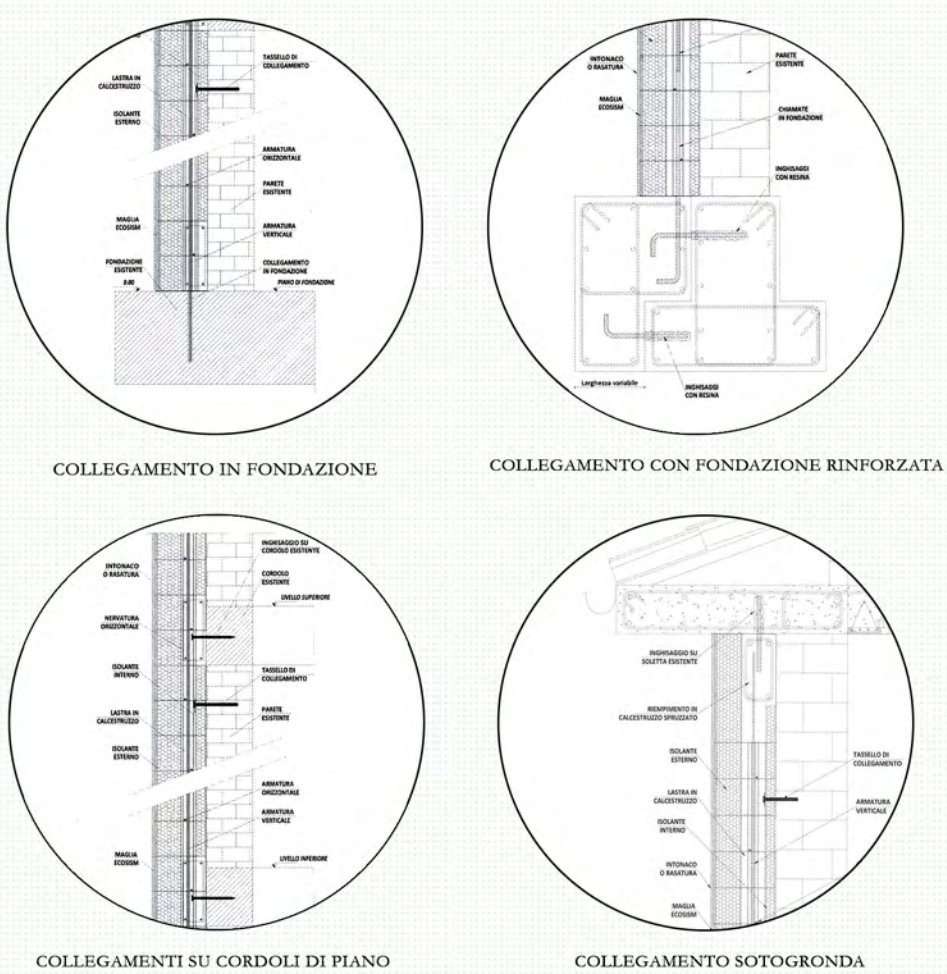 TASSELLO DI
COLLEGAMENTO
LASTRA IN
CALCESTRUZZO
ISOLANTE
ESTERNO
ARMATURA
ORIZZONTALE
PARETE
ESISTENTE
MAGLIA
ECOSISM
ARMATURA
VERTICALE
FONDAZIONE
ESISTENTE
COLLEGAMENTO
IN FONDAZIONE
0.00
PIANO DI FONDAZIONE
COLLEGAMENTO IN FONDAZIONE
INTONACO
O RASATURA
PARETE
ESISTENTE
MAGLIA
ECOSISM
CHIAMATE
IN FONDAZIONE
INGHISAGGI
CON RESINA
Larghezza variabile
INGHISAGGI
CON RESINA
COLLEGAMENTO CON FONDAZIONE RINFORZATA
INGHISAGGIO SU
CORDOLO ESISTENTE
INTONACO
O RASATURA
CORDOLO
ESISTENTE
LIVELLO SUPERIORE
NERVATURA
ORIZZONTALE
ISOLANTE
INTERNO
TASSELLO DI
COLLEGAMENTO
LASTRA IN
CALCESTRUZZO
PARETE
ESISTENTE
ISOLANTE
ESTERNO
ARMATURA
ORIZZONTALE
ARMATURA
VERTICALE
MAGLIA
ECOSISM
LIVELLO INFERIORE
COLLEGAMENTI SU CORDOLI DI PIANO
INGHISAGGIO SU
SOLETTA ESISTENTE
RIEMPIMENTO IN
CALCESTRUZZO SPRUZZATO
ISOLANTE
ESTERNO
TASSELLO DI
COLLEGAMENTO
LASTRA IN
CALCESTRUZZO
ARMATURA
VERTICALE
ISOLANTE
INTERNO
INTONACO
O RASATURA
MAGLIA
ECOSISM
COLLEGAMENTO SOTOGRONDA